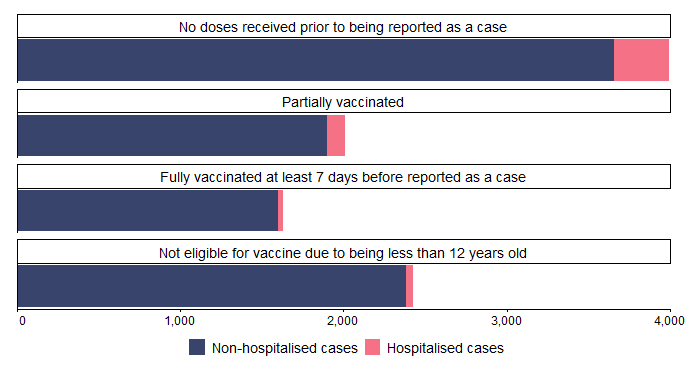 No doses received prior to being reported as a case
Partially vaccinated
Fully vaccinated at least 7 days before reported as a case
Not eligible for vaccine due to being less than 12 years old
0 1,000 2,000 3,000 4,000
Non-hospitalised cases Hospitalised cases